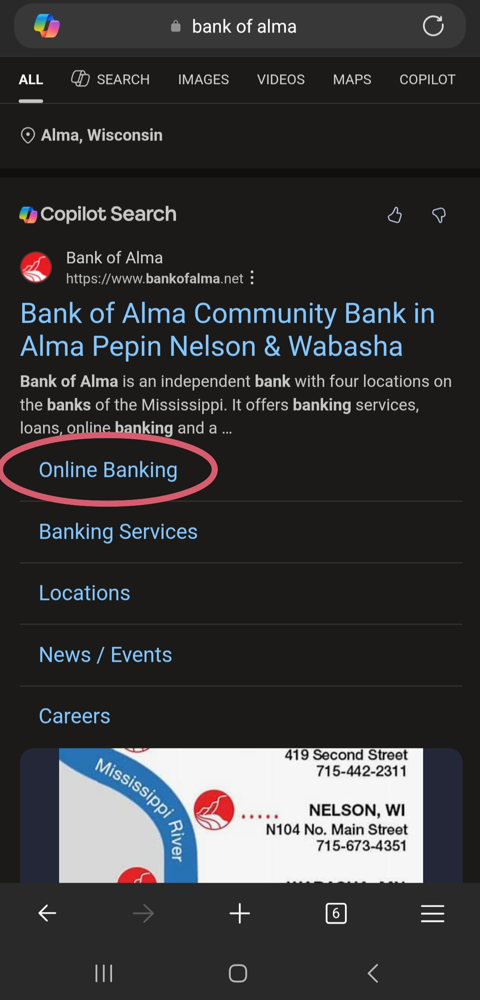 bank of alma
ALL SEARCH IMAGES VIDEOS MAPS COPILOT
Alma, Wisconsin
Copilot Search
Bank of Alma
https://www.bankofalma.net
Bank of Alma Community Bank in
Alma Pepin Nelson & Wabasha
Bank of Alma is an independent bank with four locations on
the banks of the Mississippi. It offers banking services,
loans, online banking and a ...
Online Banking
Banking Services
Locations
News / Events
Careers
419 Second Street
715-442-2311
Mississippi River
NELSON, WI
N104 No. Main Street
715-673-4351
6